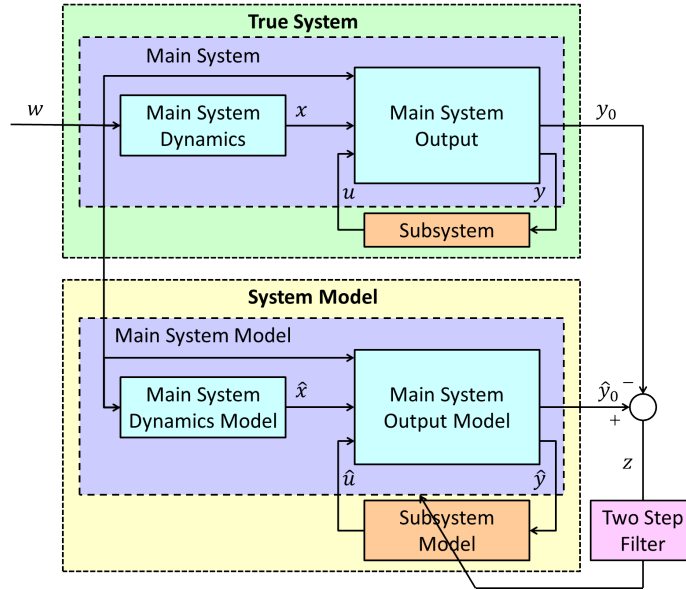 True System
Main System
w
Main System
Dynamics
x
Main System
Output
y₀
u
y
Subsystem
System Model
Main System Model
Main System
Dynamics Model
x̂
Main System
Output Model
ŷ₀
−
+
û
ŷ
z
Subsystem
Model
Two Step
Filter